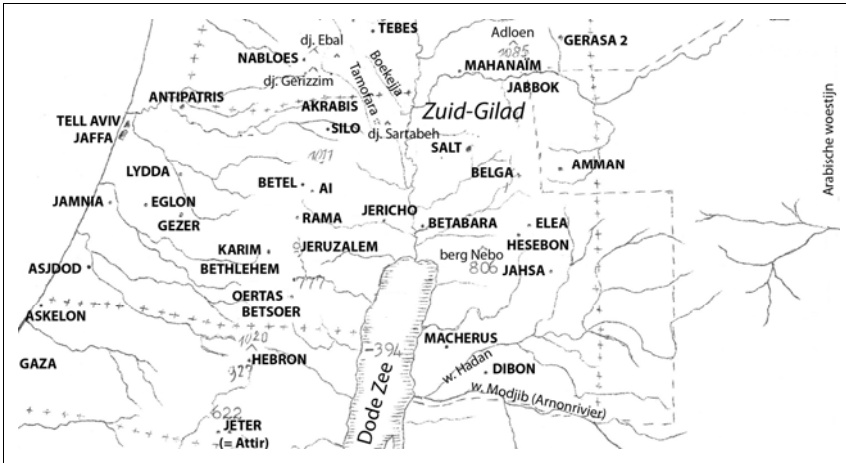 TEBES
dj. Ebal
Adloen
1085
GERASA 2
NABLOES
Boekejja
MAHANAÏM
dj. Gerizzim
Tamofara
JABBOK
ANTIPATRIS
AKRABIS
Zuid-Gilad
TELL AVIV
JAFFA
SILO
dj. Sartabeh
SALT
Arabische woestijn
LYDDA
BETEL
AI
BELGA
AMMAN
JAMNIA
EGLON
GEZER
RAMA
JERICHO
BETABARA
ELEA
HESEBON
KARIM
JERUZALEM
berg Nebo
806
BETHLEHEM
JAHSA
ASJDOD
777
OERTAS
BETSOER
ASKELON
1020
HEBRON
927
-394
MACHERUS
w. Hadan
DIBON
GAZA
w. Modjib (Arnonrivier)
Dode Zee
622
JETER
(= Attir)